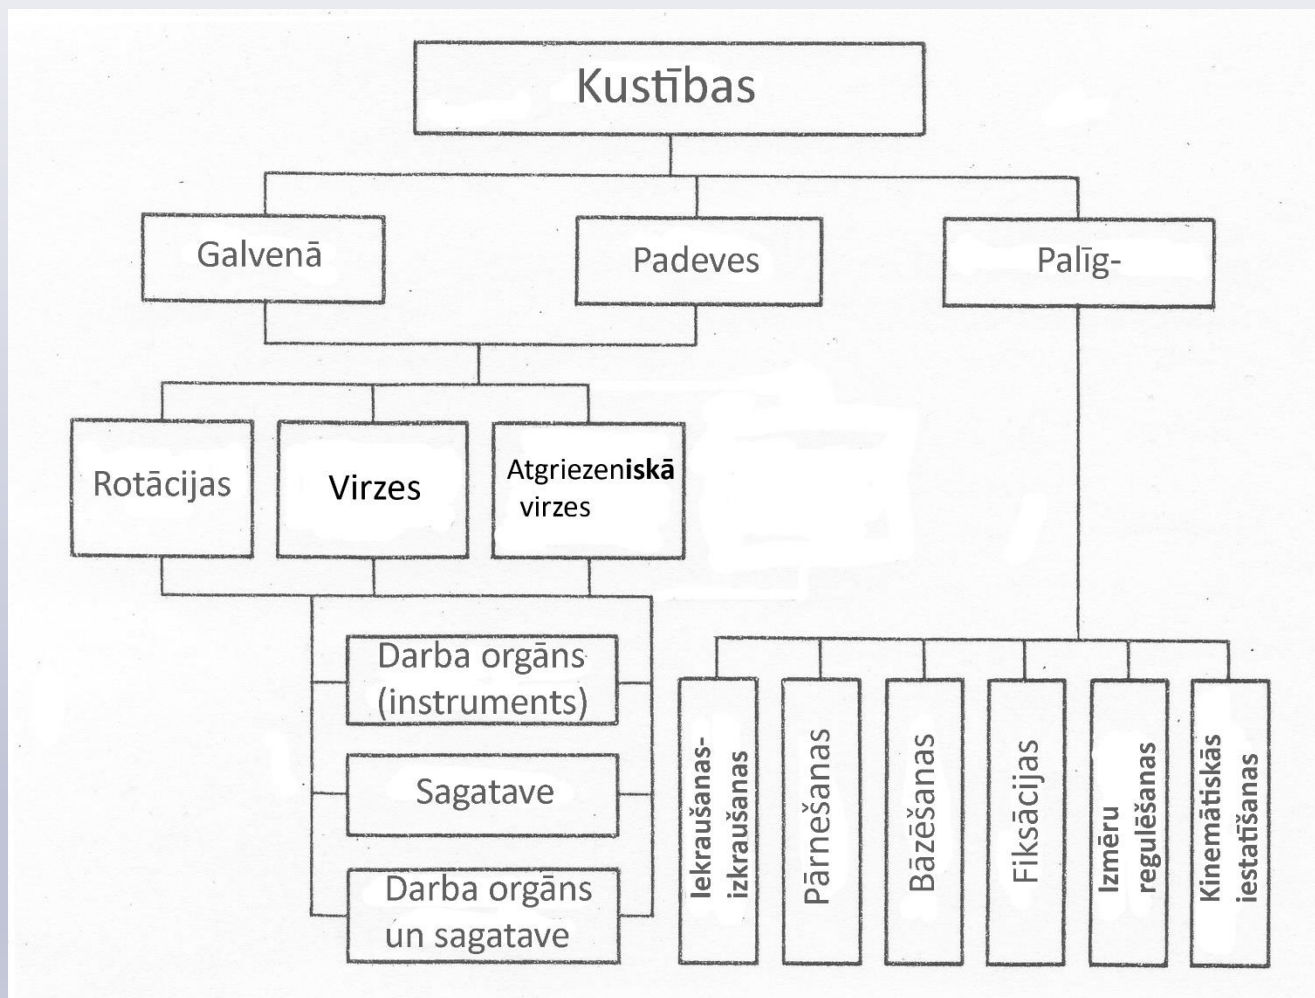 Kustības
Galvenā
Padeves
Palīg-
Rotācijas
Virzes
Atgriezeniskā
virzes
Darba orgāns
(instruments)
Sagatave
Darba orgāns
un sagatave
Iekraušanas-
izkraušanas
Pārnešanas
Bāzēšanas
Fiksācijas
Izmēru
regulēšanas
Kinemātiskās
iestatīšanas